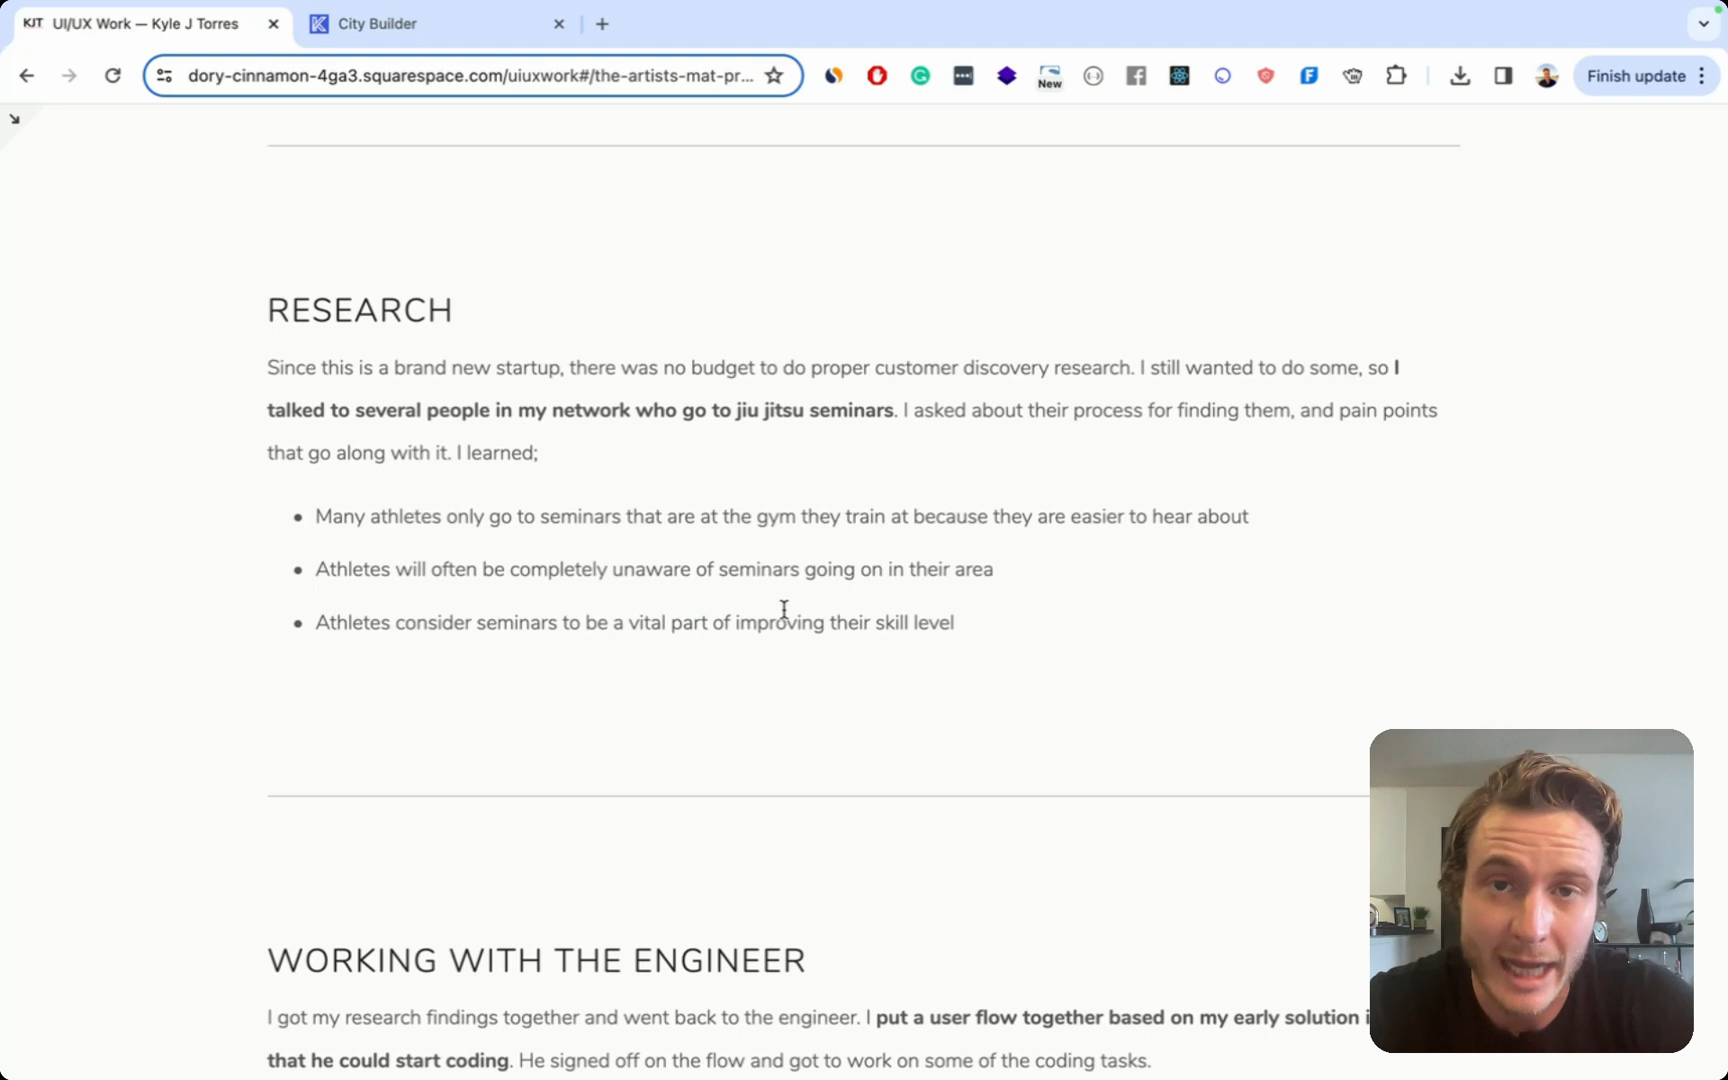 KJT UI/UX Work — Kyle J Torres
City Builder
dory-cinnamon-4ga3.squarespace.com/uiuxwork#/the-artists-mat-pr...
New
Finish update
RESEARCH
Since this is a brand new startup, there was no budget to do proper customer discovery research. I still wanted to do some, so I
talked to several people in my network who go to jiu jitsu seminars. I asked about their process for finding them, and pain points
that go along with it. I learned;
• Many athletes only go to seminars that are at the gym they train at because they are easier to hear about
• Athletes will often be completely unaware of seminars going on in their area
• Athletes consider seminars to be a vital part of improving their skill level
WORKING WITH THE ENGINEER
I got my research findings together and went back to the engineer. I put a user flow together based on my early solution i
that he could start coding. He signed off on the flow and got to work on some of the coding tasks.